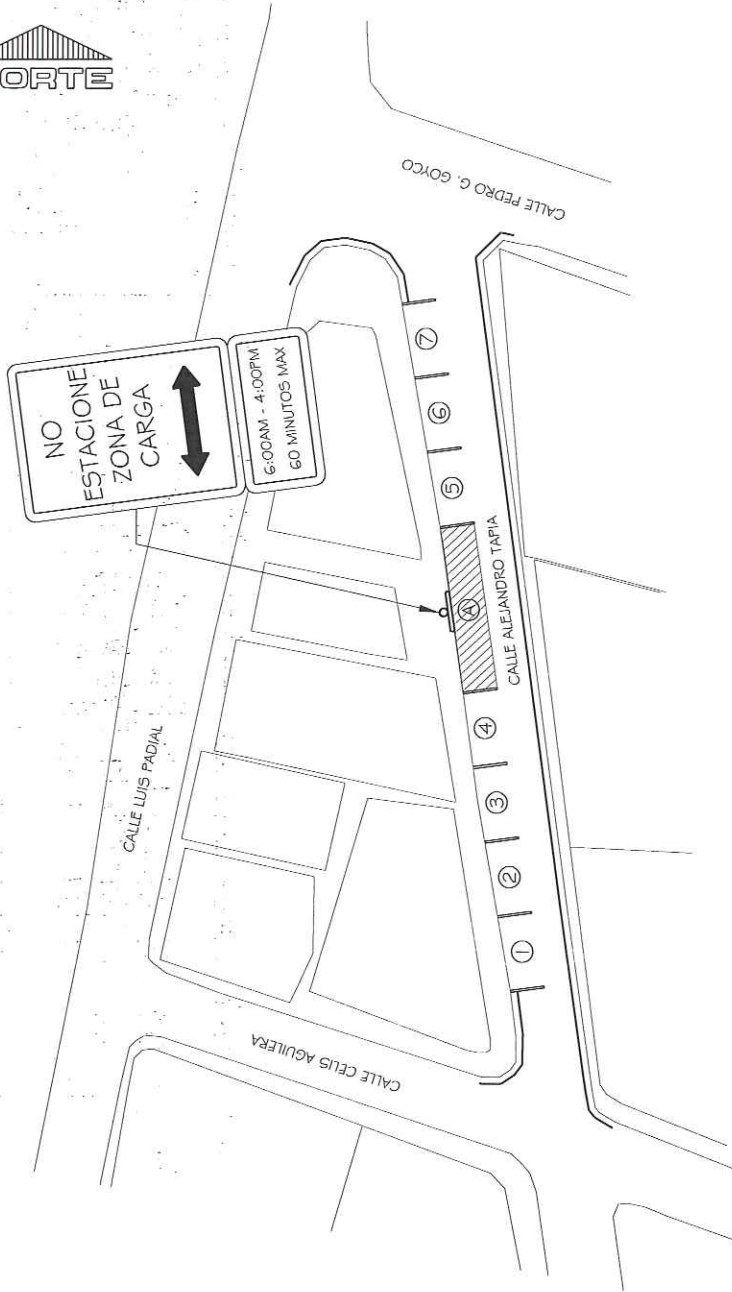 ORTE
CALLE PEDRO G. GOYCO
NO
ESTACIONE
ZONA DE
CARGA
6:00AM - 4:00PM
60 MINUTOS MAX
CALLE LUIS PADIAL
CALLE ALEJANDRO TAPIA
CALLE CELIS AGUILERA
7
6
5
A
4
3
2
1